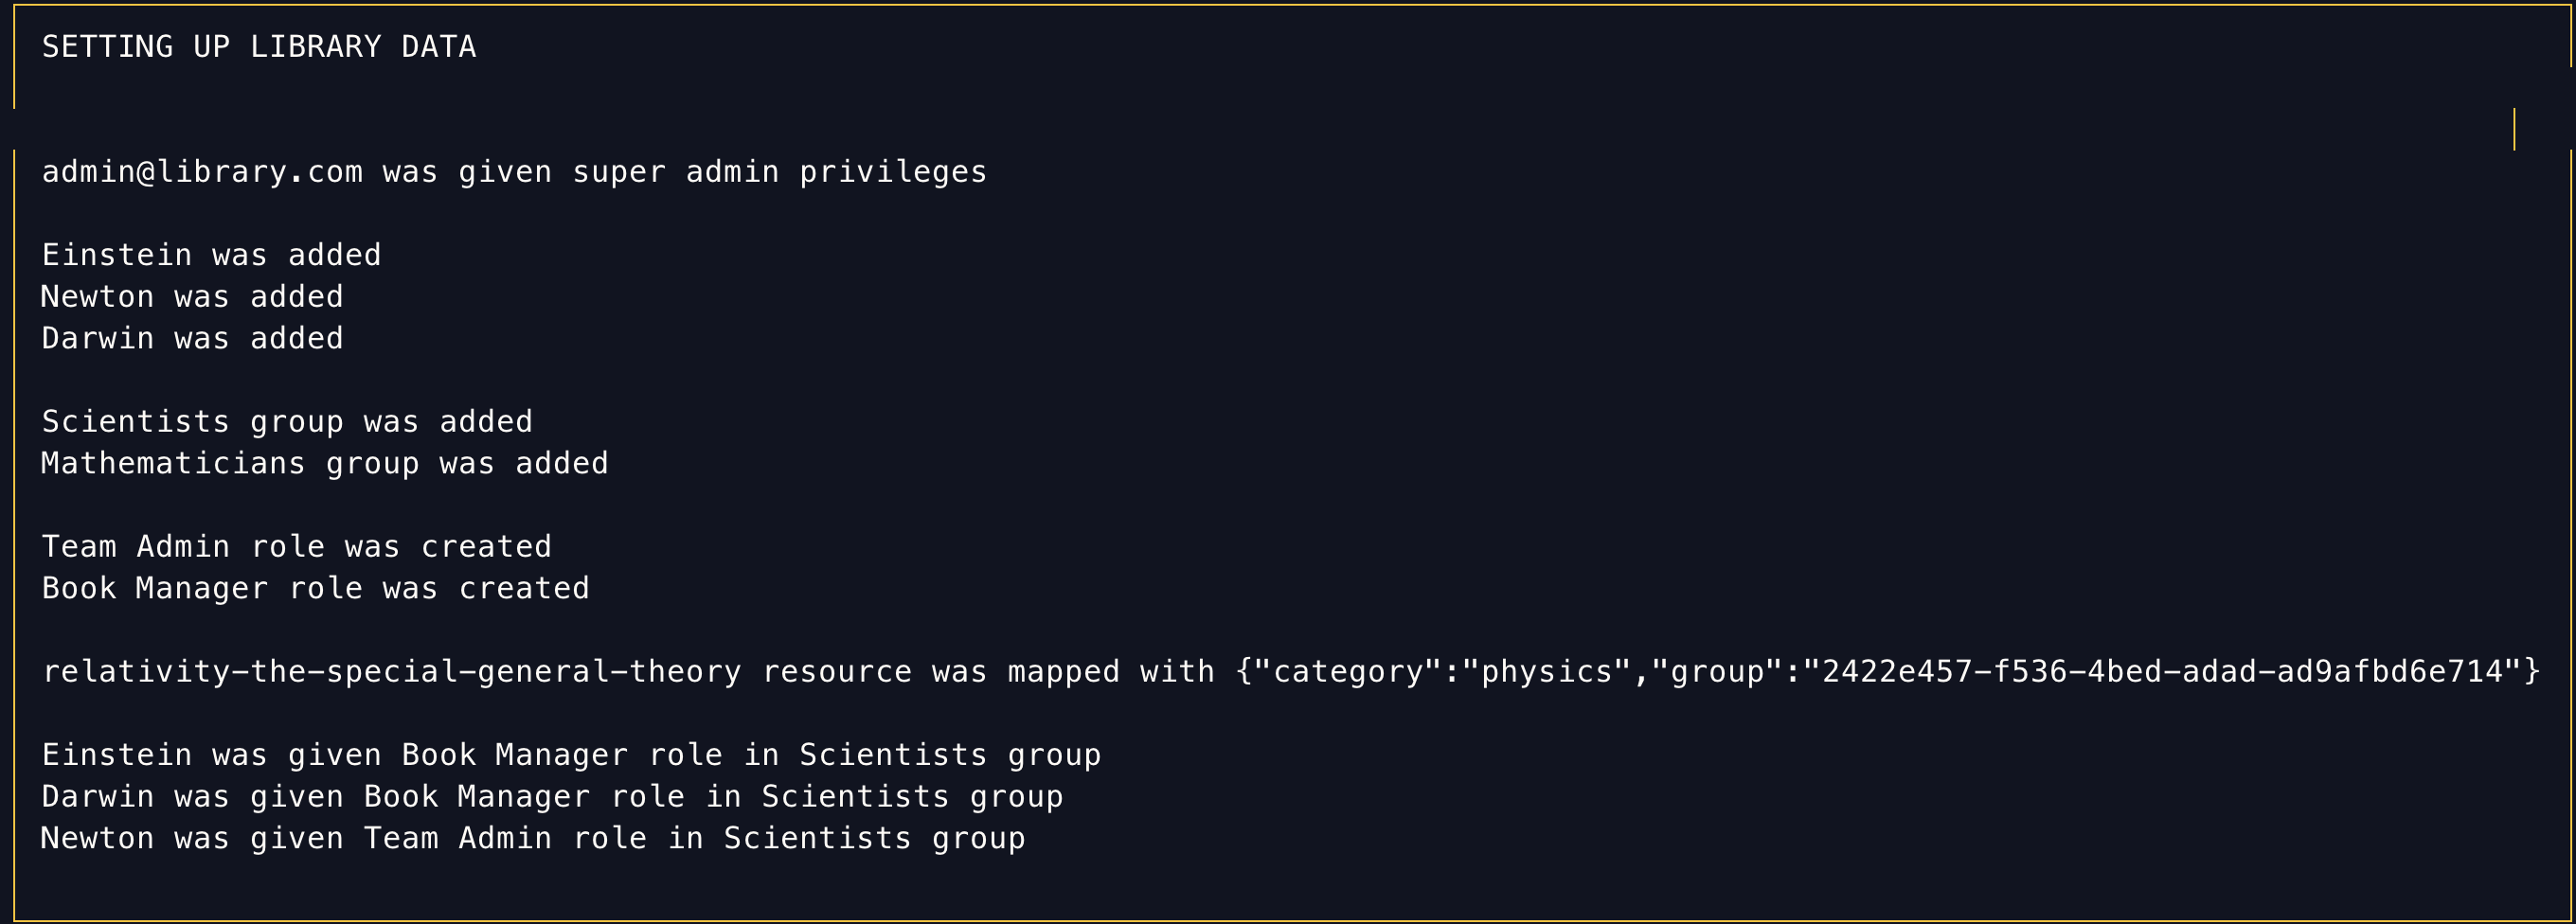 SETTING UP LIBRARY DATA
admin@library.com was given super admin privileges
Einstein was added
Newton was added
Darwin was added
Scientists group was added
Mathematicians group was added
Team Admin role was created
Book Manager role was created
relativity-the-special-general-theory resource was mapped with {"category":"physics","group":"2422e457-f536-4bed-adad-ad9afbd6e714"}
Einstein was given Book Manager role in Scientists group
Darwin was given Book Manager role in Scientists group
Newton was given Team Admin role in Scientists group